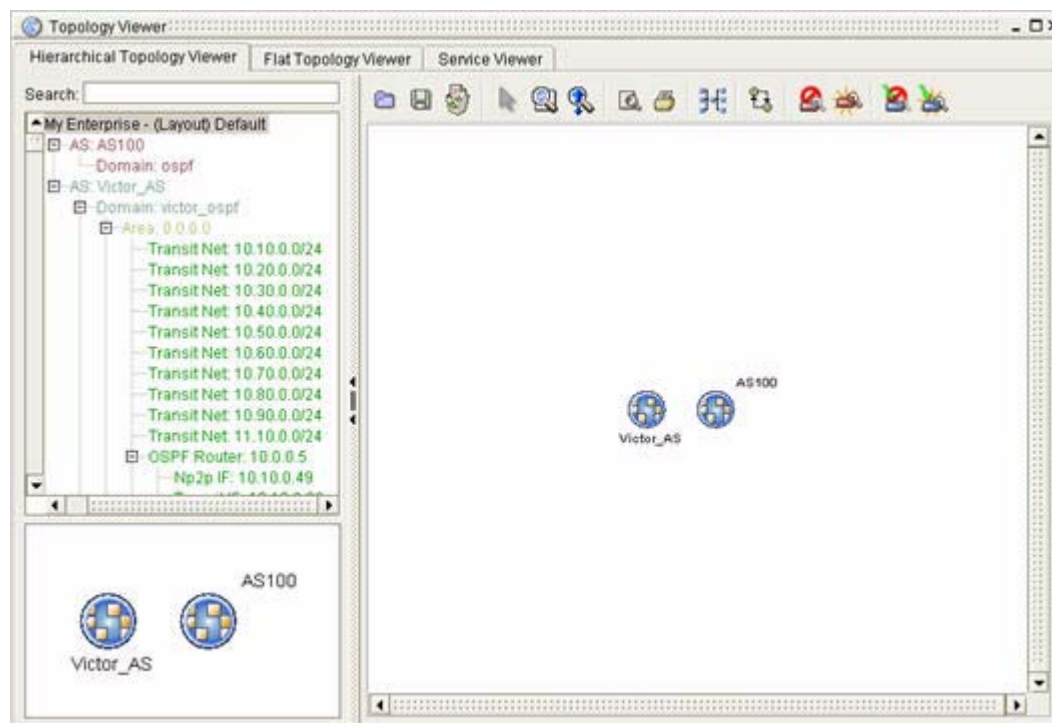 Topology Viewer
Hierarchical Topology Viewer
Flat Topology Viewer
Service Viewer
Search:
My Enterprise - (Layout) Default
AS: AS100
Domain: ospf
AS: Victor_AS
Domain: victor_ospf
Area: 0.0.0.0
Transit Net: 10.10.0.0/24
Transit Net: 10.20.0.0/24
Transit Net: 10.30.0.0/24
Transit Net: 10.40.0.0/24
Transit Net: 10.50.0.0/24
Transit Net: 10.60.0.0/24
Transit Net: 10.70.0.0/24
Transit Net: 10.80.0.0/24
Transit Net: 10.90.0.0/24
Transit Net: 11.10.0.0/24
OSPF Router: 10.0.0.5
Np2p IF: 10.10.0.49
AS100
Victor_AS
AS100
Victor_AS